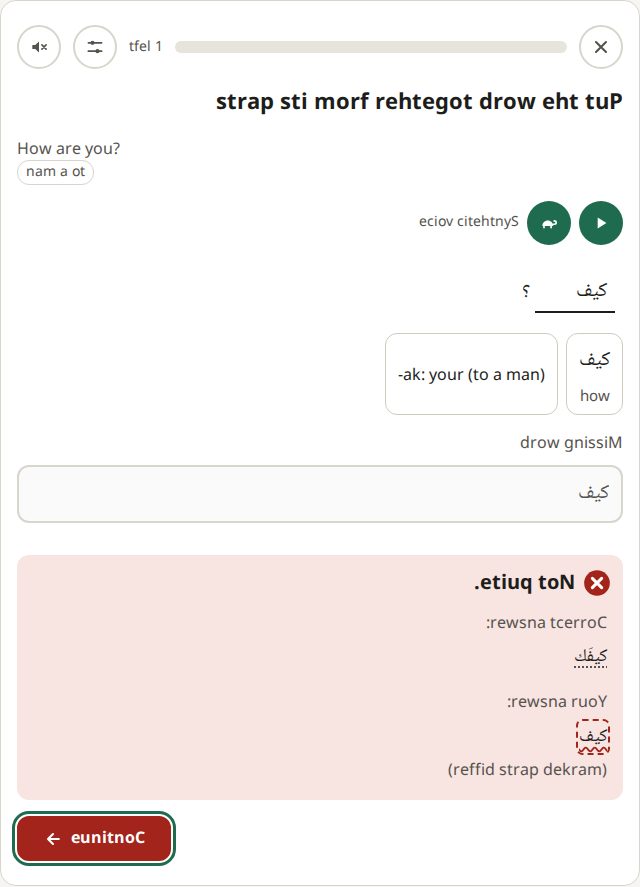 tfel 1
strap sti morf rehtegot drow eht tuP
How are you?
nam a ot
eciov citehtnyS
كيف ؟
كيف
how
-ak: your (to a man)
drow gnissiM
كيف
.etiuq toN
:rewsna tcerroC
كيفَك
:rewsna ruoY
كيف
(reffid strap dekram)
eunitnoC